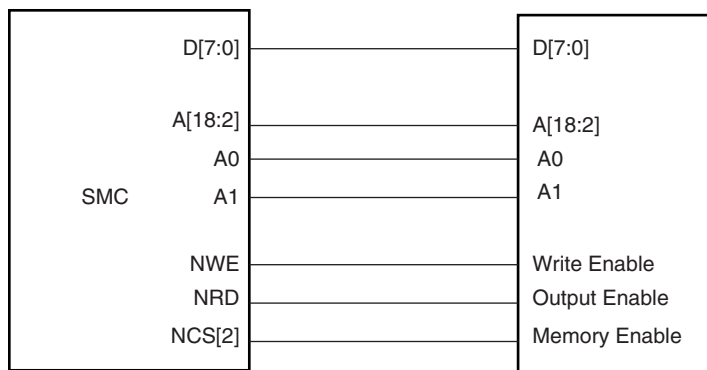 D[7:0] D[7:0]
A[18:2] A[18:2]
A0 A0
SMC A1 A1
NWE Write Enable
NRD Output Enable
NCS[2] Memory Enable